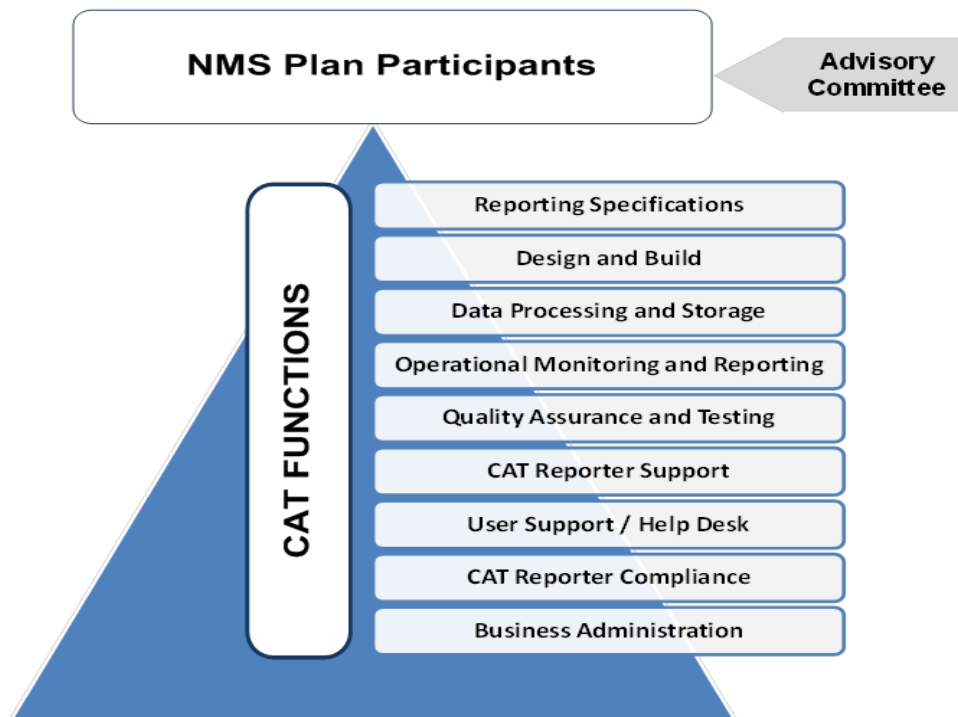 NMS Plan Participants
Advisory
Committee
CAT FUNCTIONS
Reporting Specifications
Design and Build
Data Processing and Storage
Operational Monitoring and Reporting
Quality Assurance and Testing
CAT Reporter Support
User Support / Help Desk
CAT Reporter Compliance
Business Administration